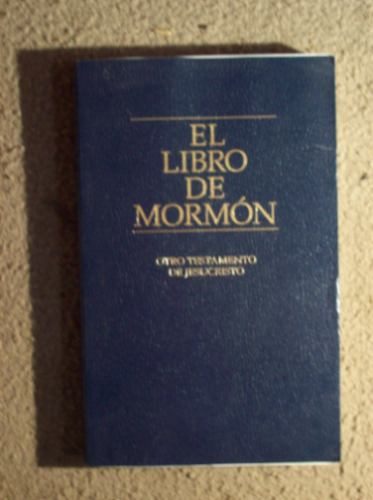 EL
LIBRO
DE
MORMÓN
OTRO TESTAMENTO
DE JESUCRISTO